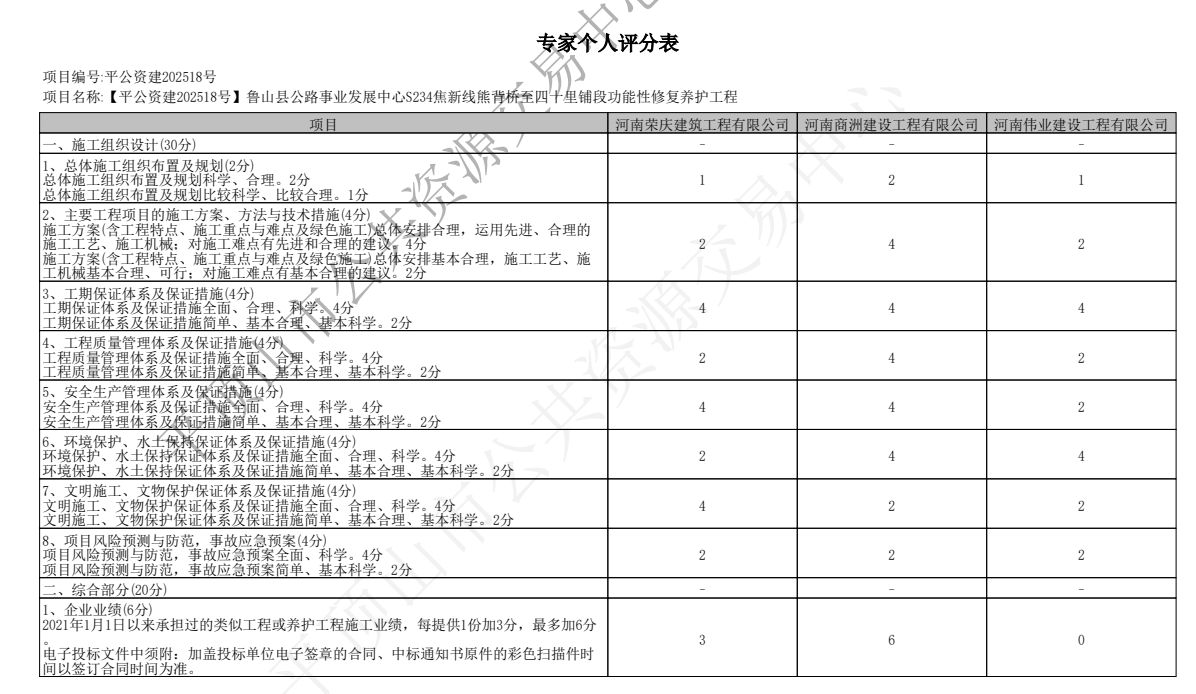 专家个人评分表
项目编号:平公资建202518号
项目名称:【平公资建202518号】鲁山县公路事业发展中心S234焦新线熊背桥至四十里铺段功能性修复养护工程
项目 河南荣庆建筑工程有限公司 河南商洲建设工程有限公司 河南伟业建设工程有限公司
一、施工组织设计(30分) - - -
1、总体施工组织布置及规划(2分)
总体施工组织布置及规划科学、合理。2分
总体施工组织布置及规划比较科学、比较合理。1分
1 2 1
2、主要工程项目的施工方案、方法与技术措施(4分)
施工方案(含工程特点、施工重点与难点及绿色施工)总体安排合理，运用先进、合理的
施工工艺、施工机械；对施工难点有先进和合理的建议。4分
施工方案(含工程特点、施工重点与难点及绿色施工)总体安排基本合理，施工工艺、施
工机械基本合理、可行；对施工难点有基本合理的建议。2分
2 4 2
3、工期保证体系及保证措施(4分)
工期保证体系及保证措施全面、合理、科学。4分
工期保证体系及保证措施简单、基本合理、基本科学。2分
4 4 4
4、工程质量管理体系及保证措施(4分)
工程质量管理体系及保证措施全面、合理、科学。4分
工程质量管理体系及保证措施简单、基本合理、基本科学。2分
2 4 2
5、安全生产管理体系及保证措施(4分)
安全生产管理体系及保证措施全面、合理、科学。4分
安全生产管理体系及保证措施简单、基本合理、基本科学。2分
4 4 2
6、环境保护、水土保持保证体系及保证措施(4分)
环境保护、水土保持保证体系及保证措施全面、合理、科学。4分
环境保护、水土保持保证体系及保证措施简单、基本合理、基本科学。2分
2 4 4
7、文明施工、文物保护保证体系及保证措施(4分)
文明施工、文物保护保证体系及保证措施全面、合理、科学。4分
文明施工、文物保护保证体系及保证措施简单、基本合理、基本科学。2分
4 2 2
8、项目风险预测与防范，事故应急预案(4分)
项目风险预测与防范，事故应急预案全面、科学。4分
项目风险预测与防范，事故应急预案简单、基本科学。2分
2 2 2
二、综合部分(20分) - - -
1、企业业绩(6分)
2021年1月1日以来承担过的类似工程或养护工程施工业绩，每提供1份加3分，最多加6分
。
电子投标文件中须附：加盖投标单位电子签章的合同、中标通知书原件的彩色扫描件时
间以签订合同时间为准。
3 6 0
平顶山市公共资源交易中心
平顶山市公共资源交易中心